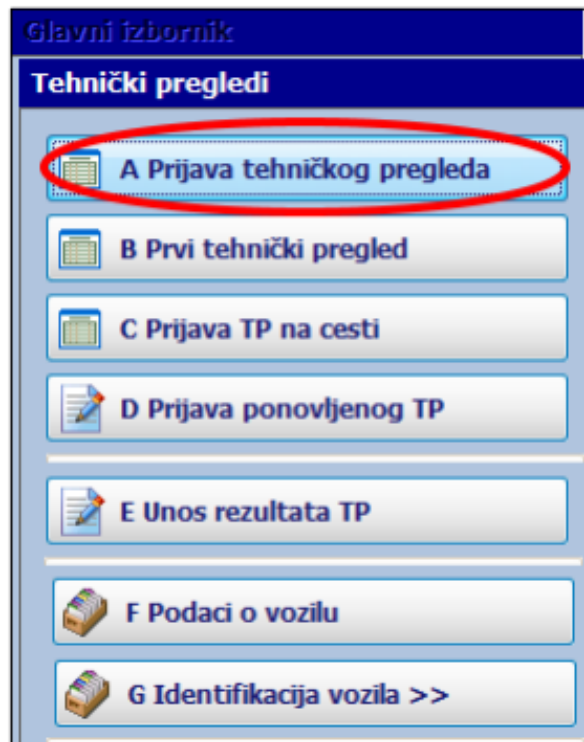 Glavni izbornik
Tehnički pregledi
A Prijava tehničkog pregleda
B Prvi tehnički pregled
C Prijava TP na cesti
D Prijava ponovljenog TP
E Unos rezultata TP
F Podaci o vozilu
G Identifikacija vozila >>